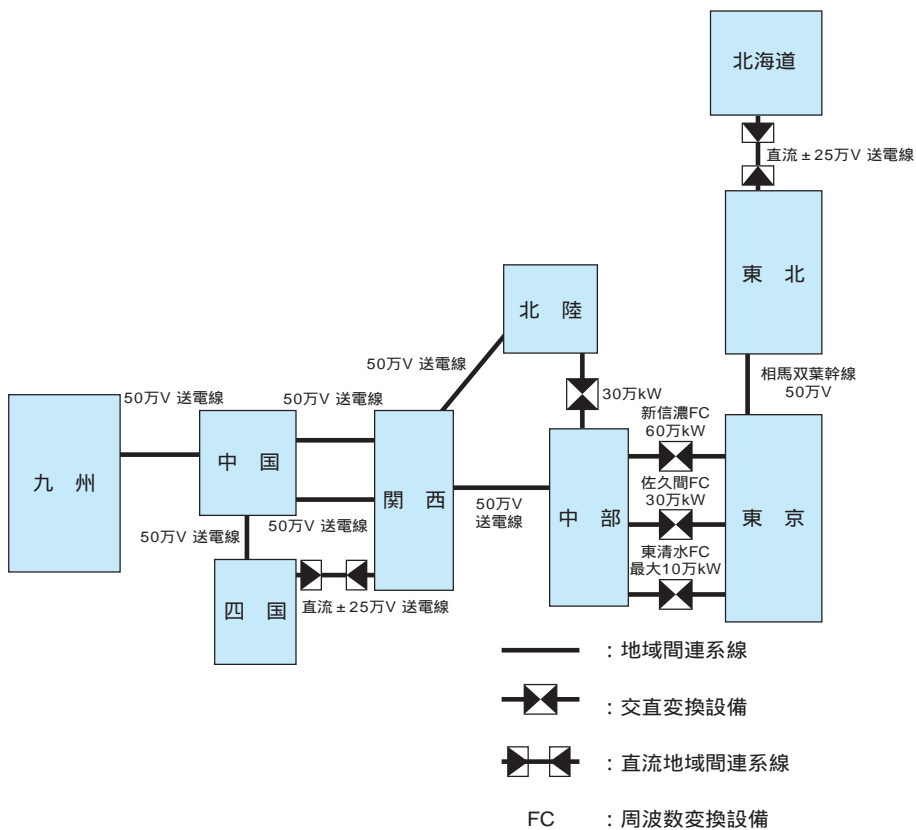 北海道
直流±25万V 送電線
東 北
北 陸
50万V 送電線
30万kW
相馬双葉幹線
50万V
50万V 送電線
50万V 送電線
新信濃FC
60万kW
九 州
中 国
関 西
50万V
送電線
中 部
佐久間FC
30万kW
東 京
50万V 送電線
50万V 送電線
東清水FC
最大10万kW
四 国
直流±25万V 送電線
:地域間連系線
:交直変換設備
:直流地域間連系線
FC :周波数変換設備